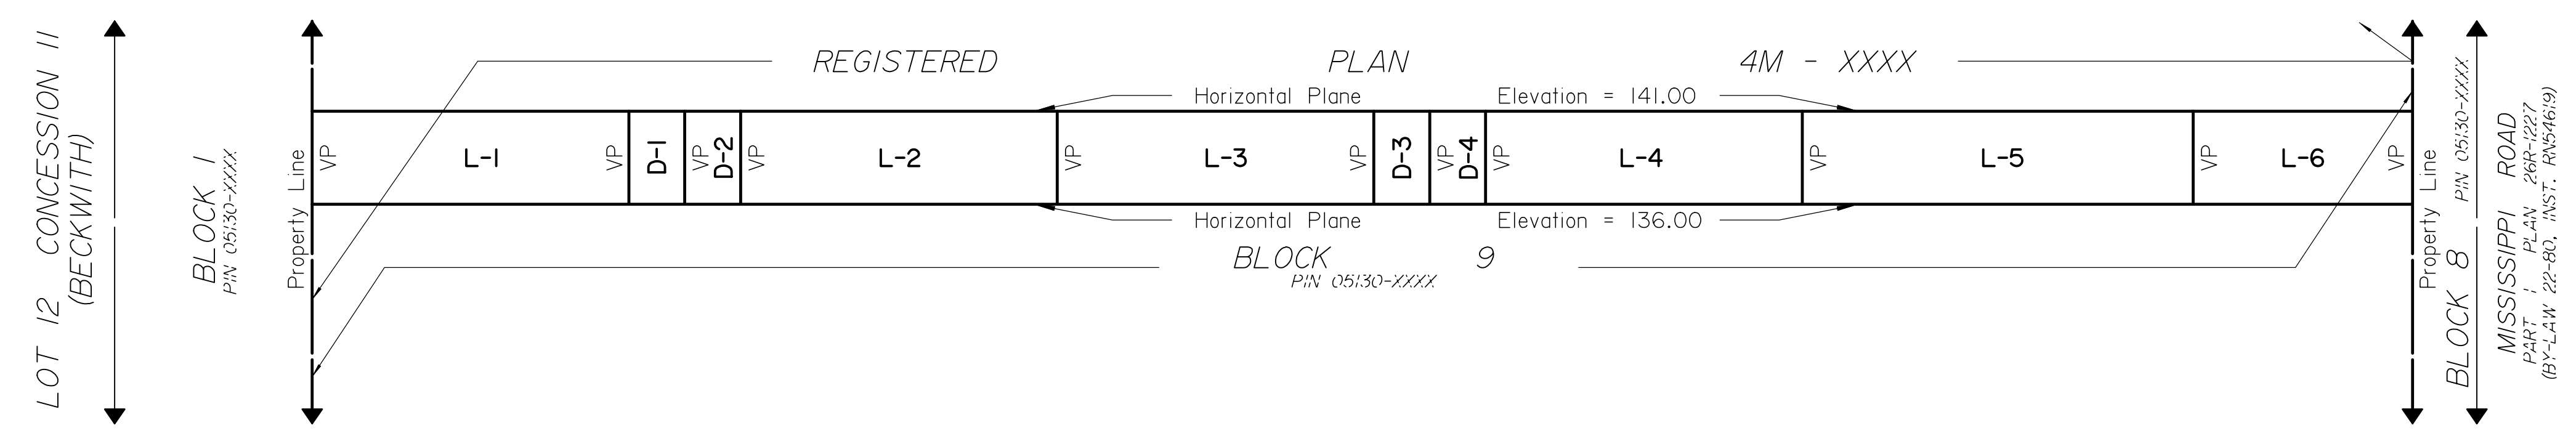 LOT 12 CONCESSION 11
(BECKWITH)
BLOCK 1
PIN 05130-XXXX
Property Line
REGISTERED PLAN 4M - XXXX
Horizontal Plane Elevation = 141.00
VP L-1 VP D-1 VP D-2 VP L-2 VP L-3 VP D-3 VP D-4 VP L-4 VP L-5 VP L-6 VP
Horizontal Plane Elevation = 136.00
BLOCK 9
PIN 05130-XXXX
Property Line
BLOCK 8 PIN 05130-XXXX
MISSISSIPPI ROAD
PART 1 PLAN 26R-1227
(BY-LAW 22-80, INST. RN54619)